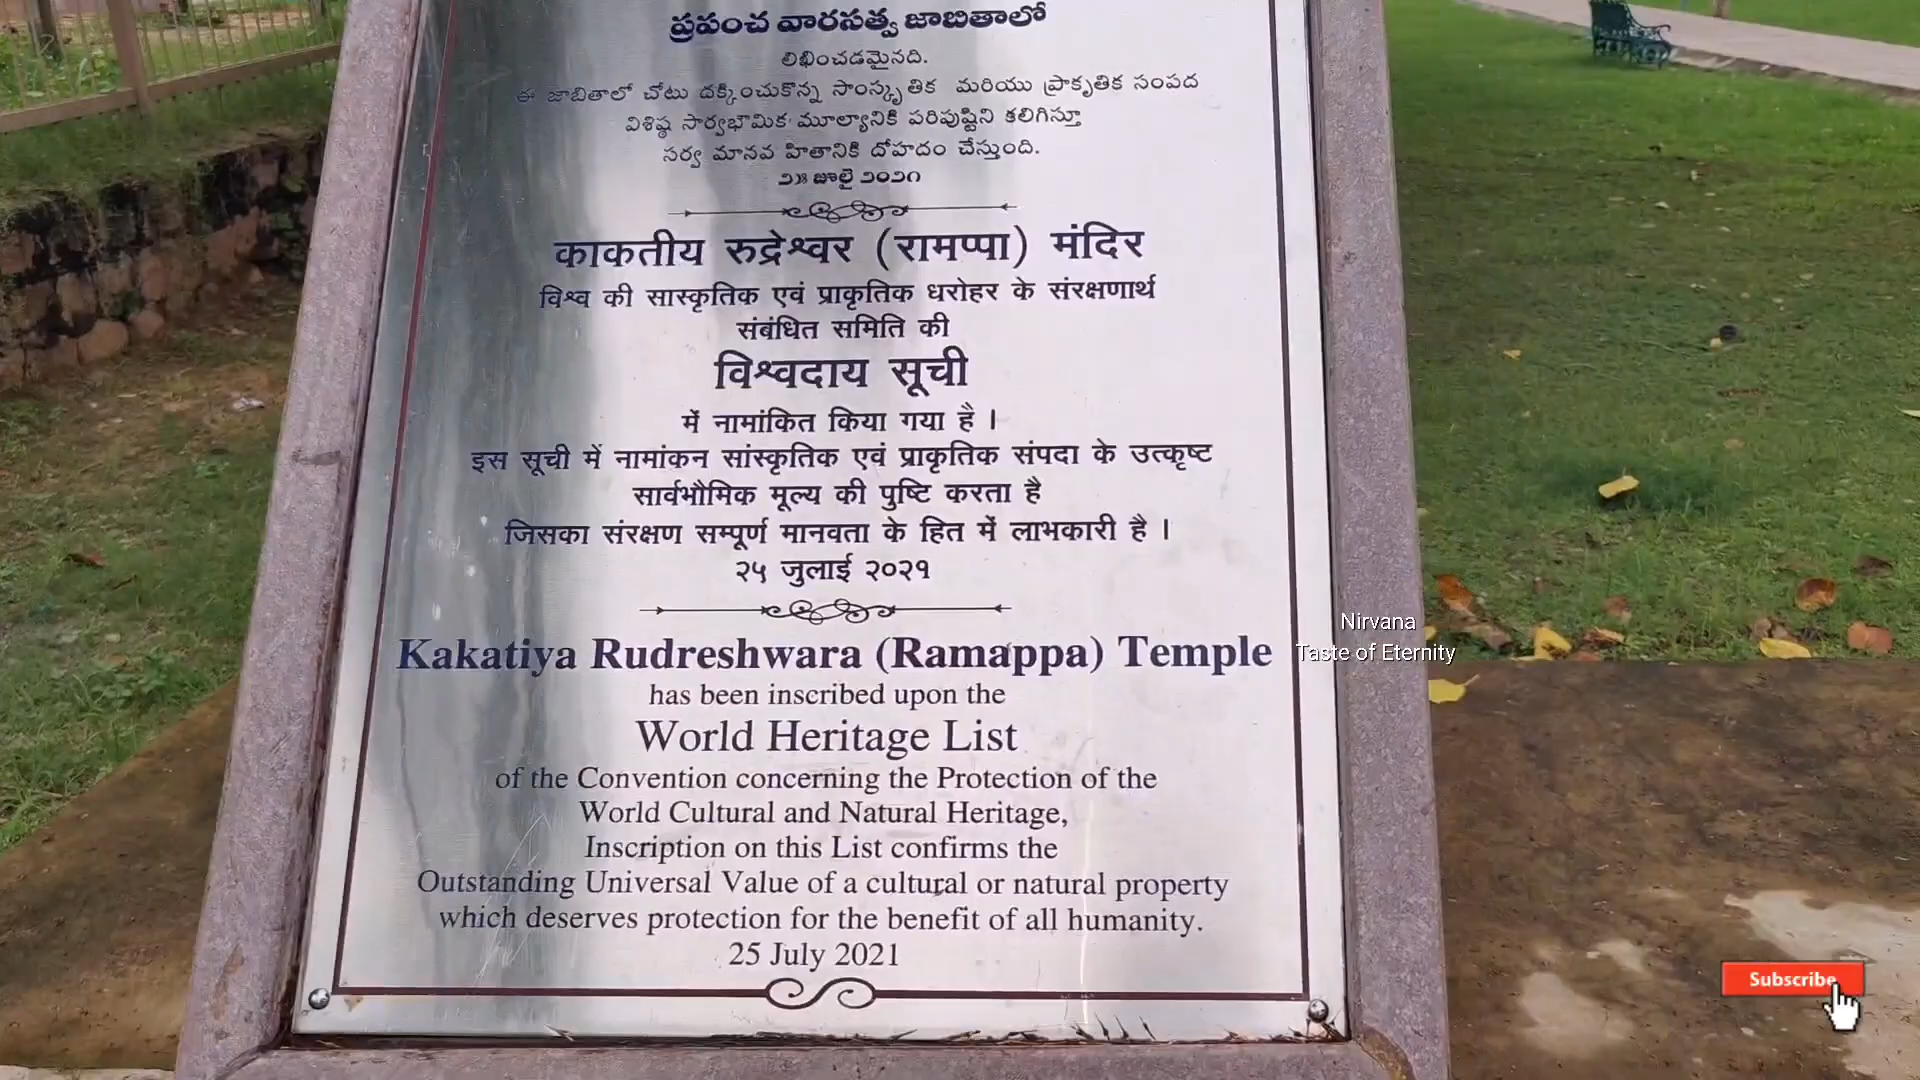 ప్రపంచ వారసత్వ జాబితాలో
లిఖించడమైనది.
ఈ జాబితాలో చోటు దక్కించుకొన్న సాంస్కృతిక మరియు ప్రాకృతిక సంపద
విశిష్ఠ సార్వభౌమిక మూల్యానికి పరిపుష్టిని కలిగిస్తూ
సర్వ మానవ హితానికి దోహదం చేస్తుంది.
౨౫ జూలై ౨౦౨౧
काकतीय रुद्रेश्वर (रामप्पा) मंदिर
विश्व की सास्कृतिक एवं प्राकृतिक धरोहर के संरक्षणार्थ
संबंधित समिति की
विश्वदाय सूची
में नामांकित किया गया है ।
इस सूची में नामांकन सांस्कृतिक एवं प्राकृतिक संपदा के उत्कृष्ट
सार्वभौमिक मूल्य की पुष्टि करता है
जिसका संरक्षण सम्पूर्ण मानवता के हित में लाभकारी है ।
२५ जुलाई २०२१
Kakatiya Rudreshwara (Ramappa) Temple
has been inscribed upon the
World Heritage List
of the Convention concerning the Protection of the
World Cultural and Natural Heritage,
Inscription on this List confirms the
Outstanding Universal Value of a cultural or natural property
which deserves protection for the benefit of all humanity.
25 July 2021
Nirvana
Taste of Eternity
Subscribe